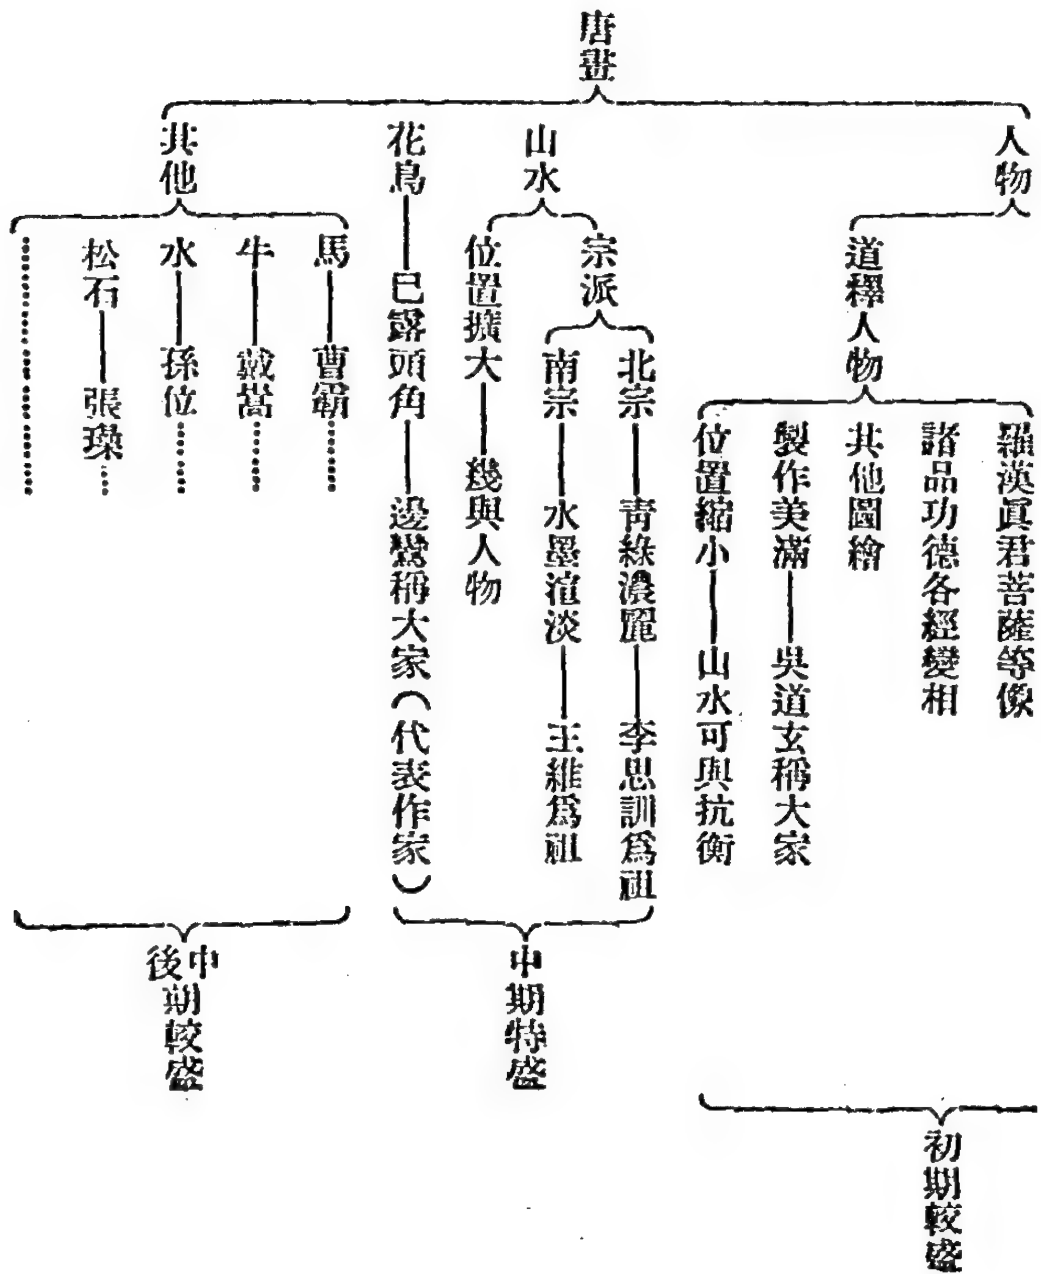 唐畫
人物
道釋人物
羅漢眞君菩薩等像
諸品功德各經變相
其他圖繪
製作美滿——吳道玄稱大家
位置縮小——山水可與抗衡
初期較盛
山水
宗派
北宗——青綠濃麗——李思訓爲祖
南宗——水墨渲淡——王維爲祖
位置擴大——幾與人物
花鳥——已露頭角——邊鸞稱大家（代表作家）
中期特盛
其他
馬——曹霸……
牛——戴嵩……
水——孫位……
松石——張璪……
…………
中後期較盛